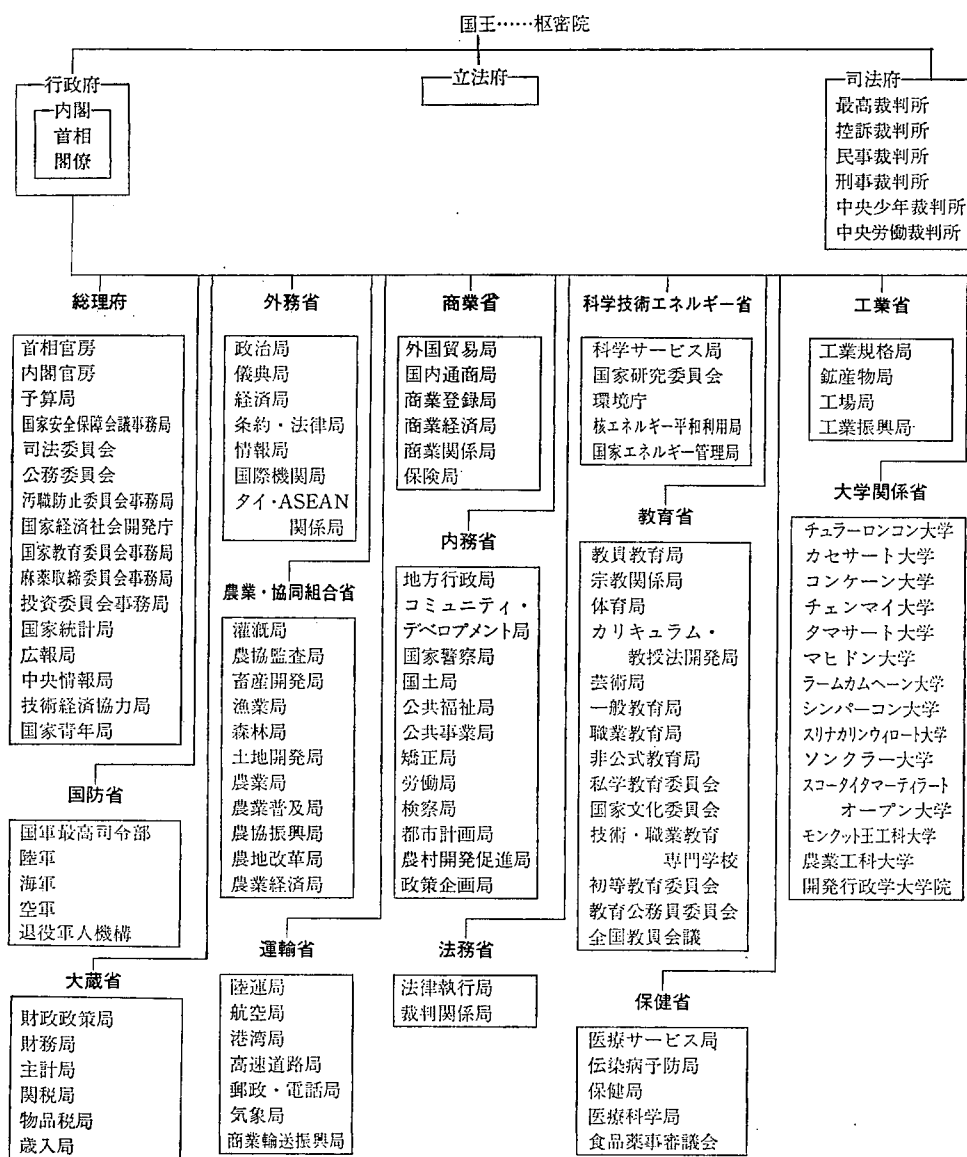 国王……枢密院
行政府
内閣
首相
閣僚
立法府
司法府
最高裁判所
控訴裁判所
民事裁判所
刑事裁判所
中央少年裁判所
中央労働裁判所
総理府
首相官房
内閣官房
予算局
国家安全保障会議事務局
司法委員会
公務委員会
汚職防止委員会事務局
国家経済社会開発庁
国家教育委員会事務局
麻薬取締委員会事務局
投資委員会事務局
国家統計局
広報局
中央情報局
技術経済協力局
国家青年局
国防省
国軍最高司令部
陸軍
海軍
空軍
退役軍人機構
大蔵省
財政政策局
財務局
主計局
関税局
物品税局
歳入局
外務省
政治局
儀典局
経済局
条約・法律局
情報局
国際機関局
タイ・ASEAN
関係局
農業・協同組合省
灌漑局
農協監査局
畜産開発局
漁業局
森林局
土地開発局
農業局
農業普及局
農協振興局
農地改革局
農業経済局
運輸省
陸運局
航空局
港湾局
高速道路局
郵政・電話局
気象局
商業輸送振興局
商業省
外国貿易局
国内通商局
商業登録局
商業経済局
商業関係局
保険局
内務省
地方行政局
コミュニティ・
デベロプメント局
国家警察局
国土局
公共福祉局
公共事業局
矯正局
労働局
検察局
都市計画局
農村開発促進局
政策企画局
法務省
法律執行局
裁判関係局
科学技術エネルギー省
科学サービス局
国家研究委員会
環境庁
核エネルギー平和利用局
国家エネルギー管理局
教育省
教員教育局
宗教関係局
体育局
カリキュラム・
教授法開発局
芸術局
一般教育局
職業教育局
非公式教育局
私学教育委員会
国家文化委員会
技術・職業教育
専門学校
初等教育委員会
教育公務員委員会
全国教員会議
保健省
医療サービス局
伝染病予防局
保健局
医療科学局
食品薬事審議会
工業省
工業規格局
鉱産物局
工場局
工業振興局
大学関係省
チュラーロンコン大学
カセサート大学
コンケーン大学
チェンマイ大学
タマサート大学
マヒドン大学
ラームカムヘーン大学
シンパーコン大学
スリナカリンウィロート大学
ソンクラー大学
スコータイタマーティラート
オープン大学
モンクット王工科大学
農業工科大学
開発行政学大学院